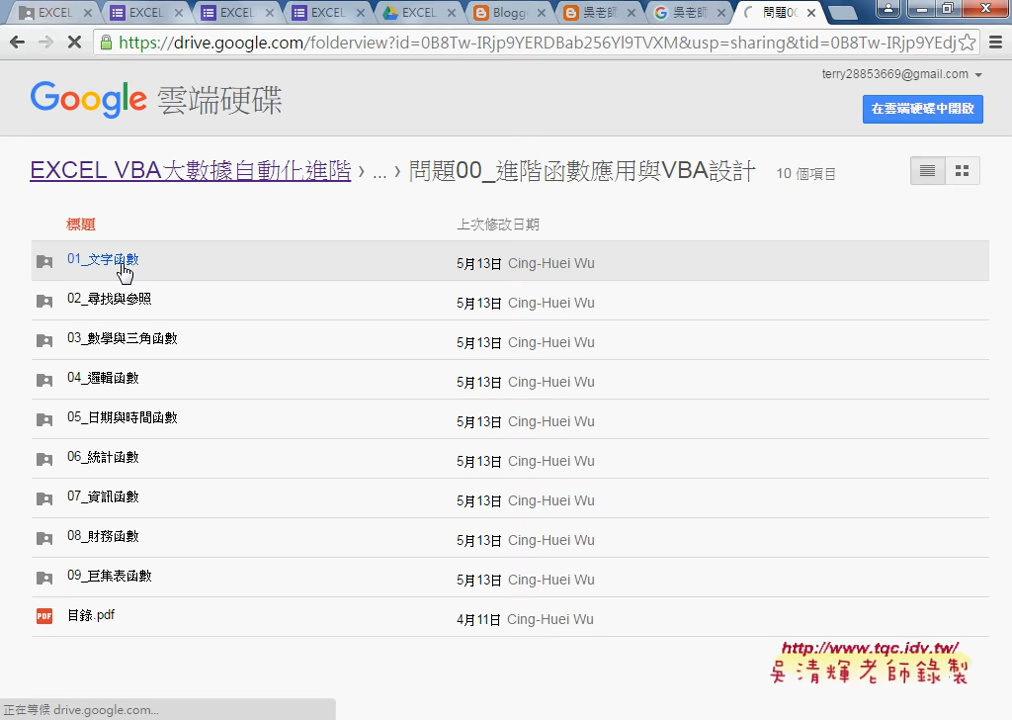 EXCEL
EXCEL
EXCEL
EXCEL
EXCEL
Blogg
吳老師
吳老師
問題00
https://drive.google.com/folderview?id=0B8Tw-IRjp9YERDBab256Yl9TVXM&usp=sharing&tid=0B8Tw-IRjp9YEdj
terry28853669@gmail.com
Google 雲端硬碟
在雲端硬碟中開啟
EXCEL VBA大數據自動化進階 › ... › 問題00_進階函數應用與VBA設計 10 個項目
標題 上次修改日期
01_文字函數 5月13日 Cing-Huei Wu
02_尋找與參照 5月13日 Cing-Huei Wu
03_數學與三角函數 5月13日 Cing-Huei Wu
04_邏輯函數 5月13日 Cing-Huei Wu
05_日期與時間函數 5月13日 Cing-Huei Wu
06_統計函數 5月13日 Cing-Huei Wu
07_資訊函數 5月13日 Cing-Huei Wu
08_財務函數 5月13日 Cing-Huei Wu
09_巨集表函數 5月13日 Cing-Huei Wu
PDF 目錄.pdf 4月11日 Cing-Huei Wu
http://www.tqc.idv.tw/
吳清輝老師錄製
正在等候 drive.google.com...